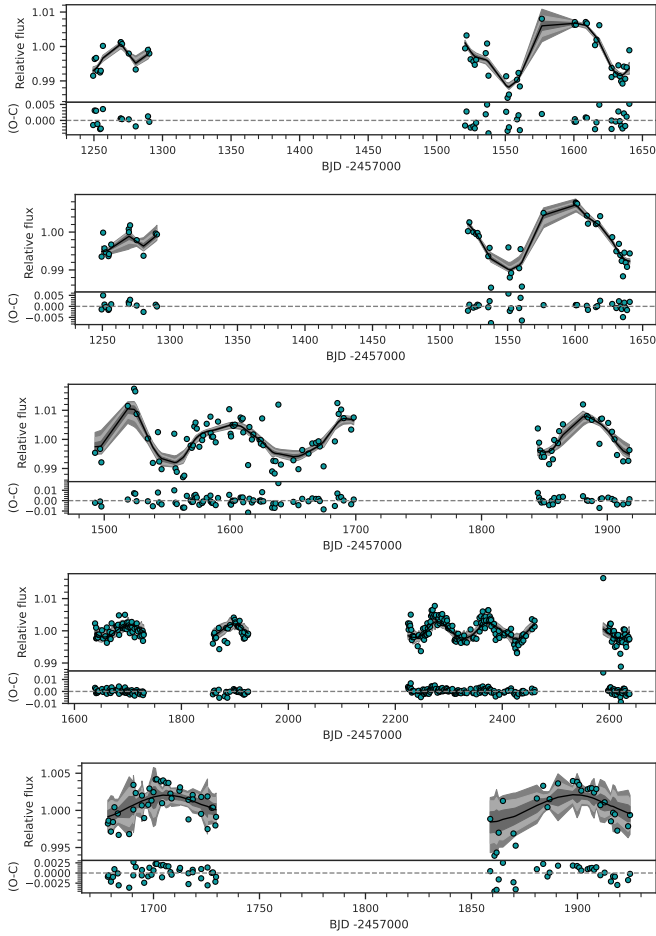 Relative flux
1.00
0.99
(O-C)
0.005
0.000
1250 1300 1350 1400 1450 1500 1550 1600 1650
BJD -2457000
Relative flux
1.00
0.99
(O-C)
0.005
0.000
−0.005
1250 1300 1350 1400 1450 1500 1550 1600 1650
BJD -2457000
Relative flux
1.01
1.00
0.99
(O-C)
0.01
0.00
−0.01
1500 1600 1700 1800 1900
BJD -2457000
Relative flux
1.01
1.00
0.99
(O-C)
0.01
0.00
−0.01
1600 1800 2000 2200 2400 2600
BJD -2457000
Relative flux
1.005
1.000
0.995
(O-C)
0.0025
0.0000
−0.0025
1700 1750 1800 1850 1900
BJD -2457000